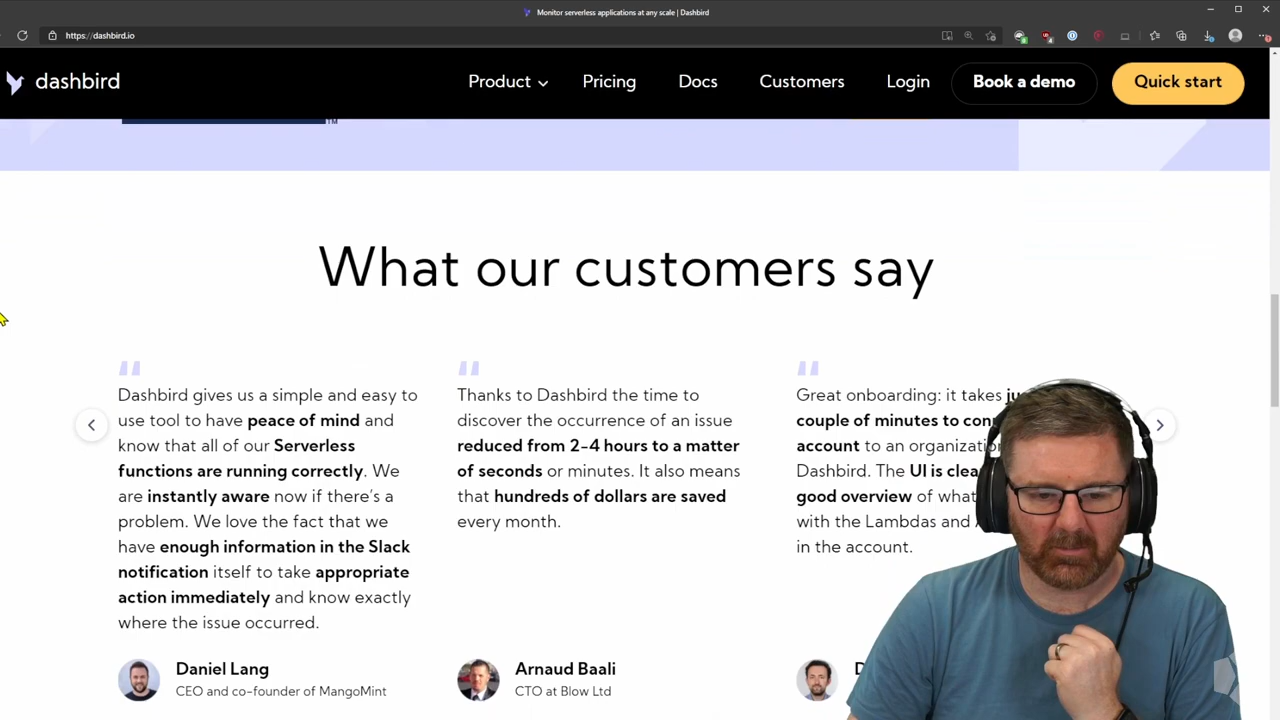 Monitor serverless applications at any scale | Dashbird
https://dashbird.io
dashbird
Product
Pricing
Docs
Customers
Login
Book a demo
Quick start
TM
What our customers say
Dashbird gives us a simple and easy to
use tool to have peace of mind and
know that all of our Serverless
functions are running correctly. We
are instantly aware now if there's a
problem. We love the fact that we
have enough information in the Slack
notification itself to take appropriate
action immediately and know exactly
where the issue occurred.
Daniel Lang
CEO and co-founder of MangoMint
Thanks to Dashbird the time to
discover the occurrence of an issue
reduced from 2-4 hours to a matter
of seconds or minutes. It also means
that hundreds of dollars are saved
every month.
Arnaud Baali
CTO at Blow Ltd
Great onboarding: it takes
couple of minutes to
account to an
Dashbird. The UI is
good overview of what
with the Lambdas and
in the account.